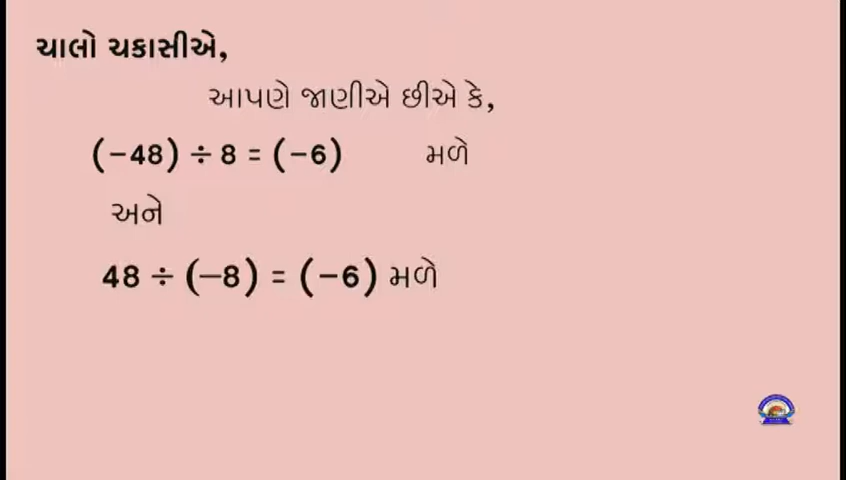 ચાલો ચકાસીએ,
આપણે જાણીએ છીએ કે,
(-48) ÷ 8 = (-6) મળે
અને
48 ÷ (-8) = (-6) મળે